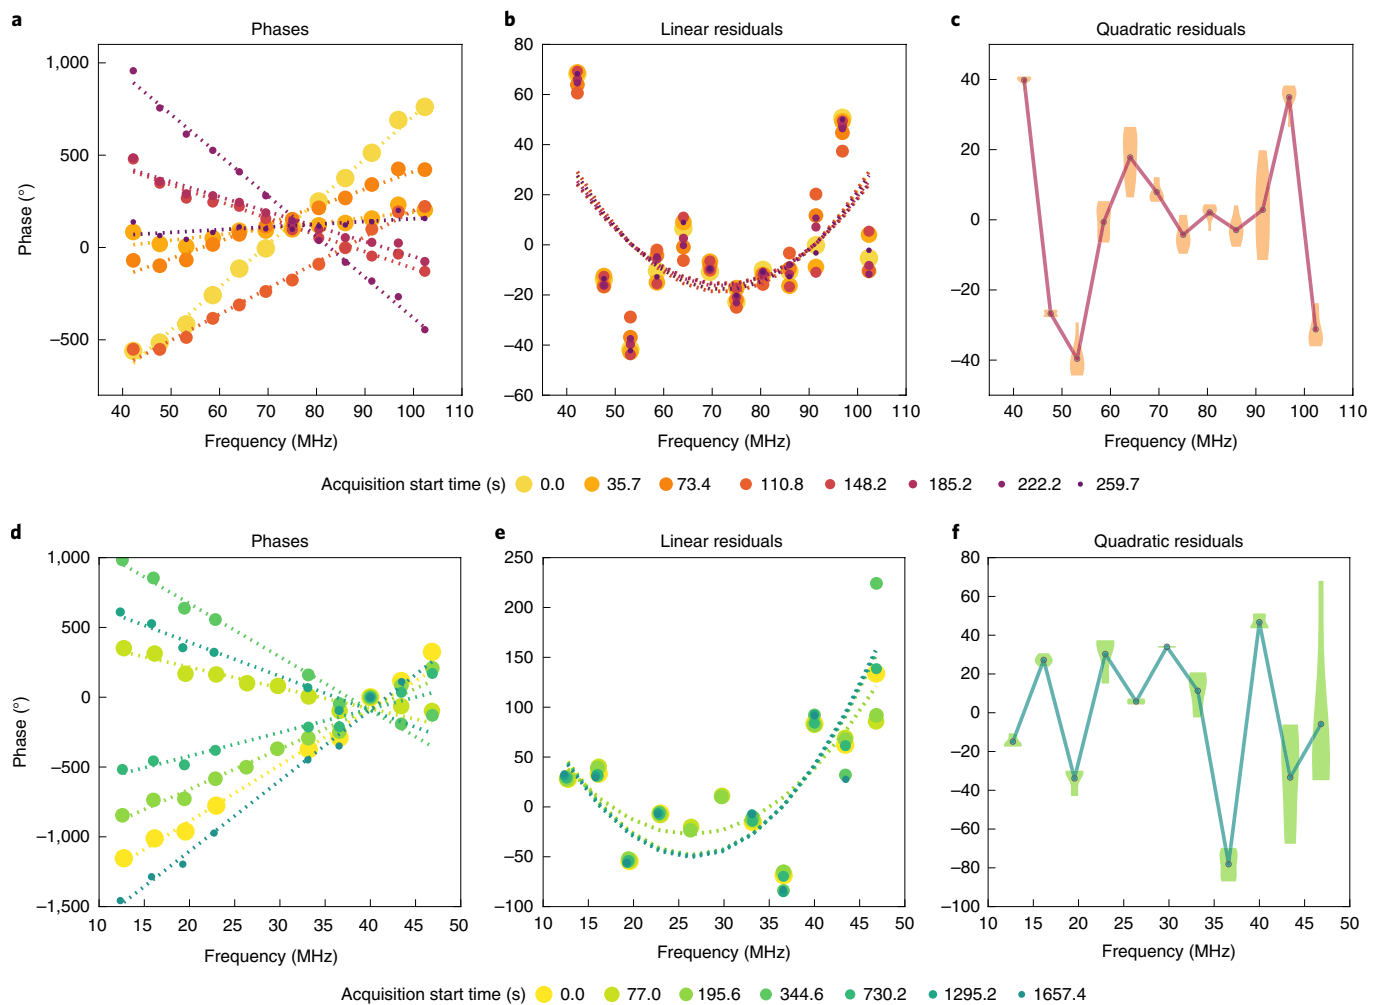 a Phases
1,000
500
0
−500
Phase (°)
40 50 60 70 80 90 100 110
Frequency (MHz)
b Linear residuals
80
60
40
20
0
−20
−40
−60
40 50 60 70 80 90 100 110
Frequency (MHz)
c Quadratic residuals
40
20
0
−20
−40
40 50 60 70 80 90 100 110
Frequency (MHz)
Acquisition start time (s) 0.0 35.7 73.4 110.8 148.2 185.2 222.2 259.7
d Phases
1,000
500
0
−500
−1,000
−1,500
Phase (°)
10 15 20 25 30 35 40 45 50
Frequency (MHz)
e Linear residuals
250
200
150
100
50
0
−50
−100
10 15 20 25 30 35 40 45 50
Frequency (MHz)
f Quadratic residuals
80
60
40
20
0
−20
−40
−60
−80
−100
10 15 20 25 30 35 40 45 50
Frequency (MHz)
Acquisition start time (s) 0.0 77.0 195.6 344.6 730.2 1295.2 1657.4